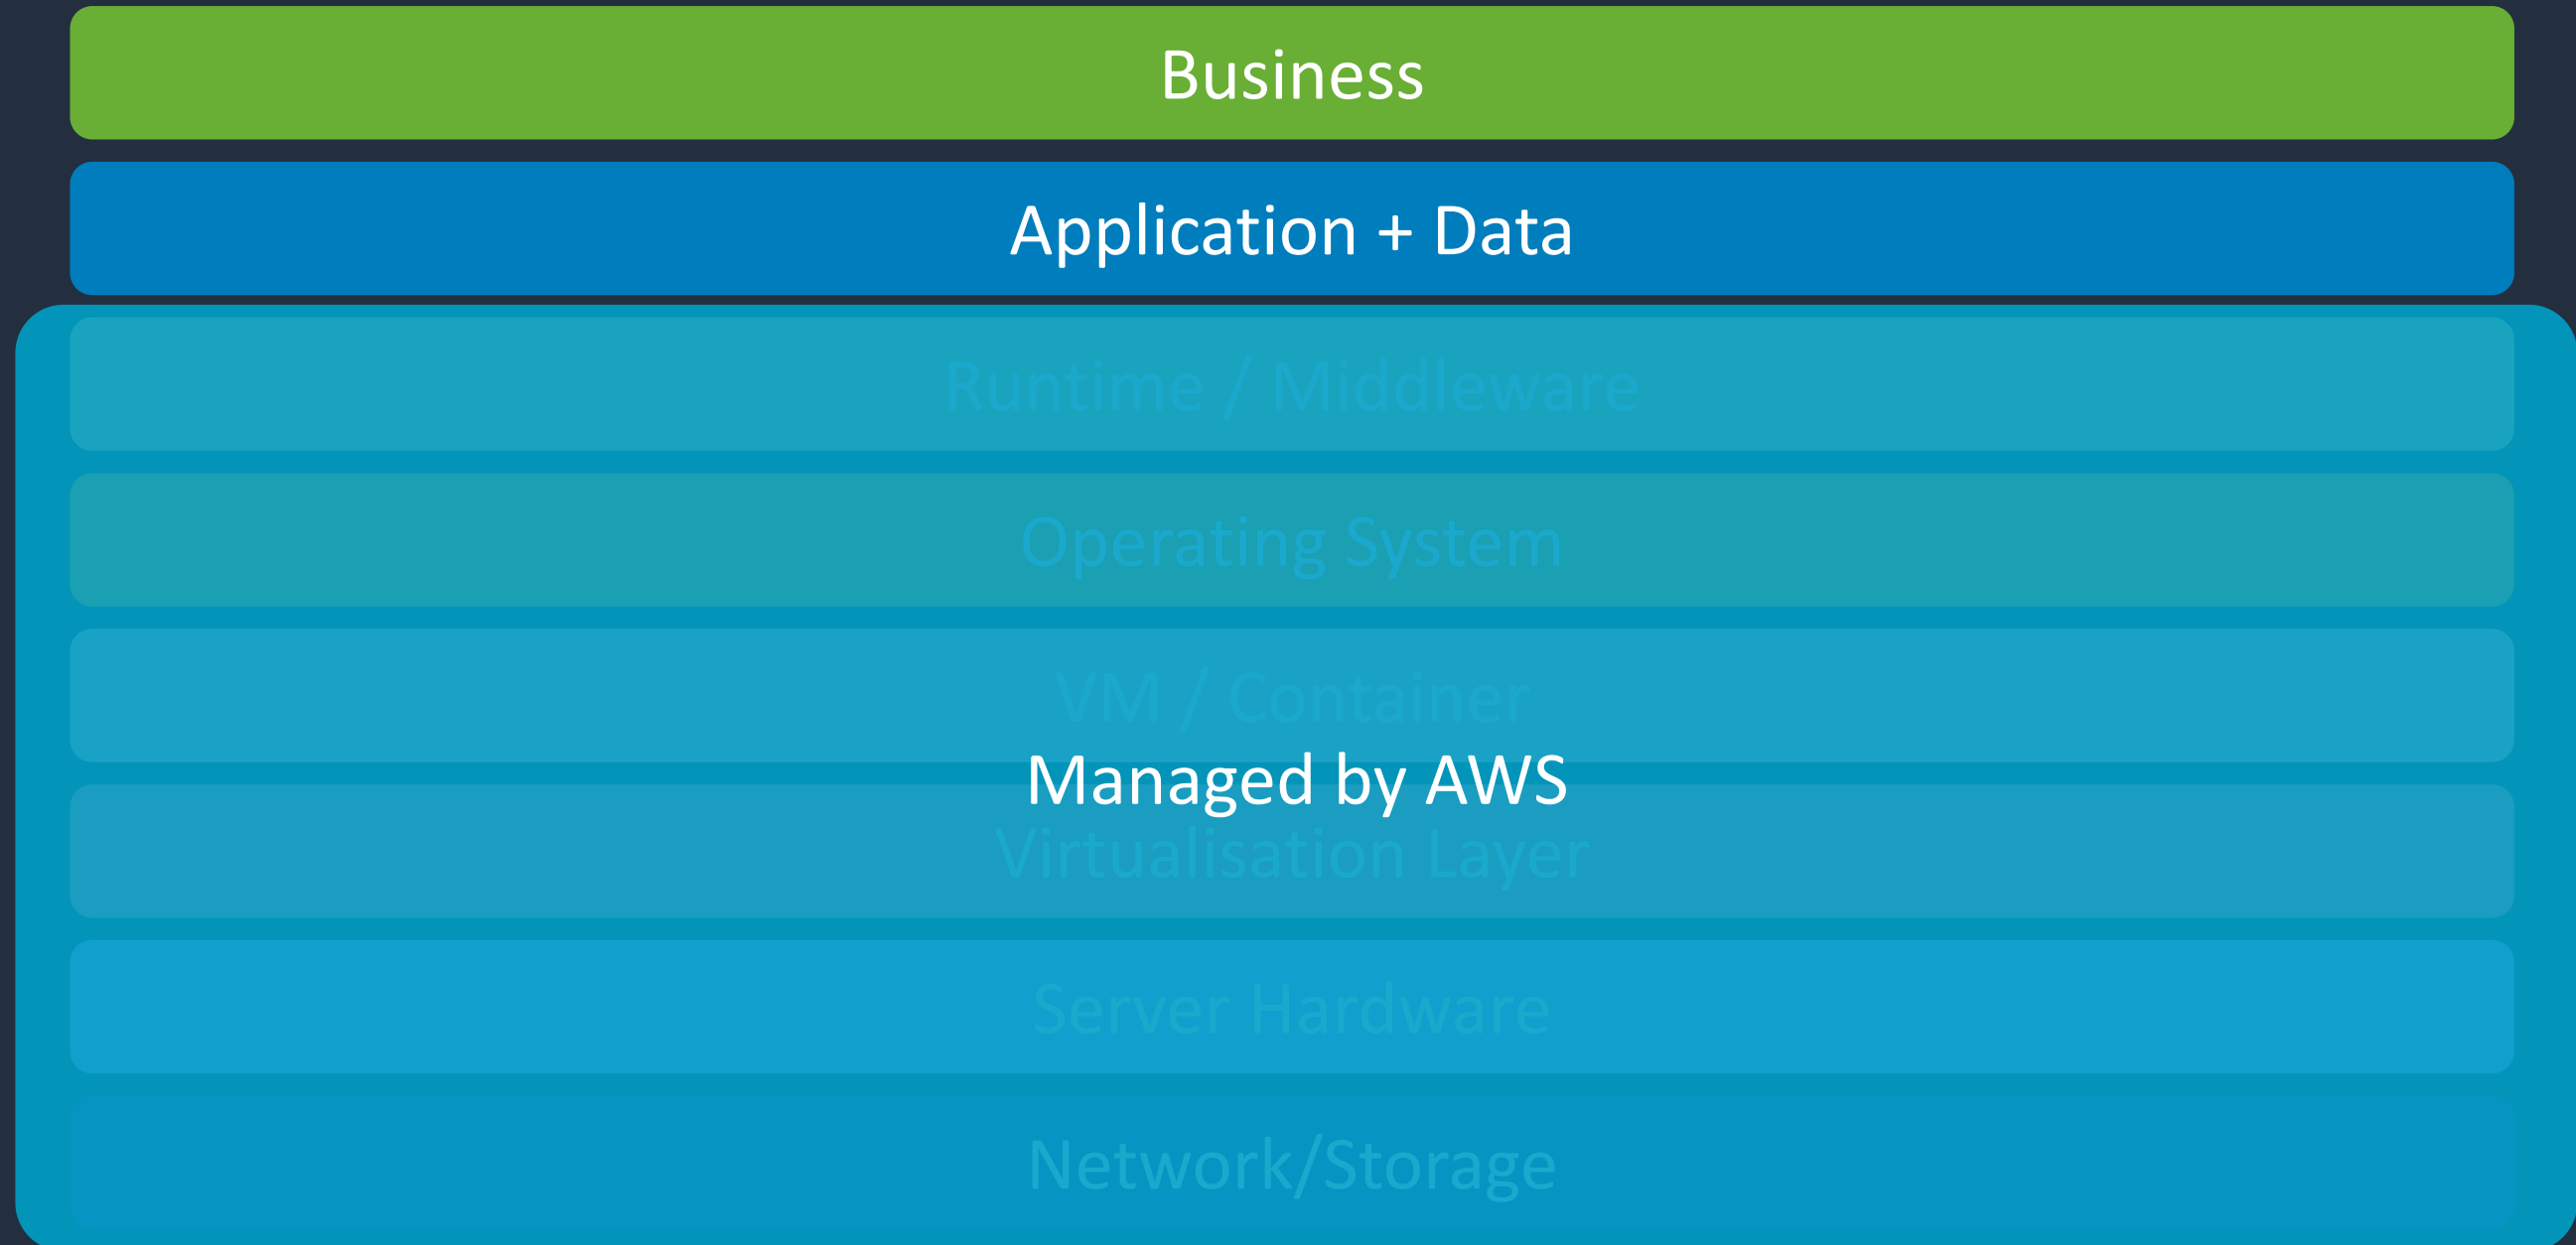 Business
Application + Data
Runtime / Middleware
Operating System
VM / Container
Managed by AWS
Virtualisation Layer
Server Hardware
Network/Storage